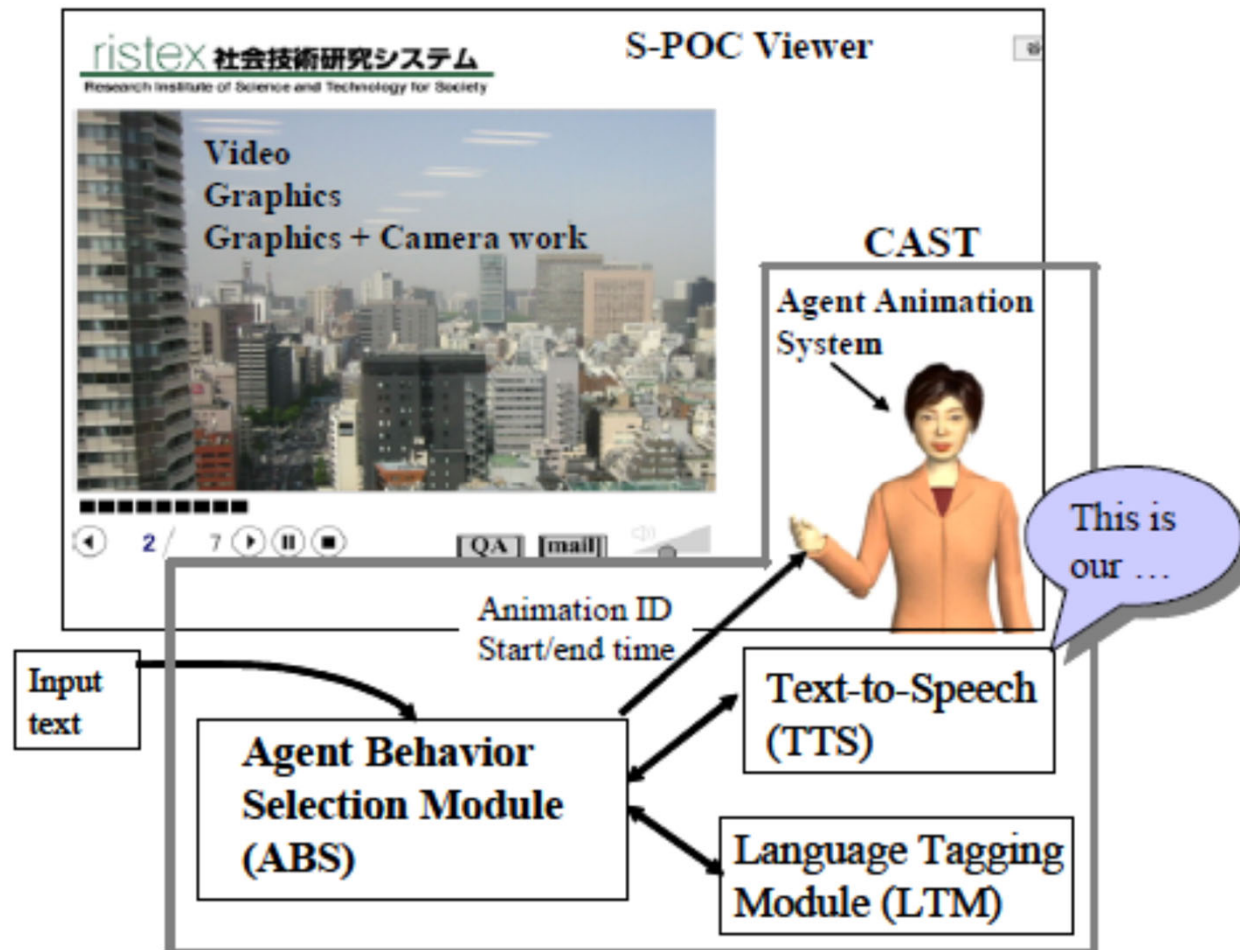 ristex 社会技術研究システム
Research Institute of Science and Technology for Society
S-POC Viewer
Video
Graphics
Graphics + Camera work
CAST
Agent Animation
System
2 / 7
QA
mail
This is
our ...
Animation ID
Start/end time
Input
text
Agent Behavior
Selection Module
(ABS)
Text-to-Speech
(TTS)
Language Tagging
Module (LTM)